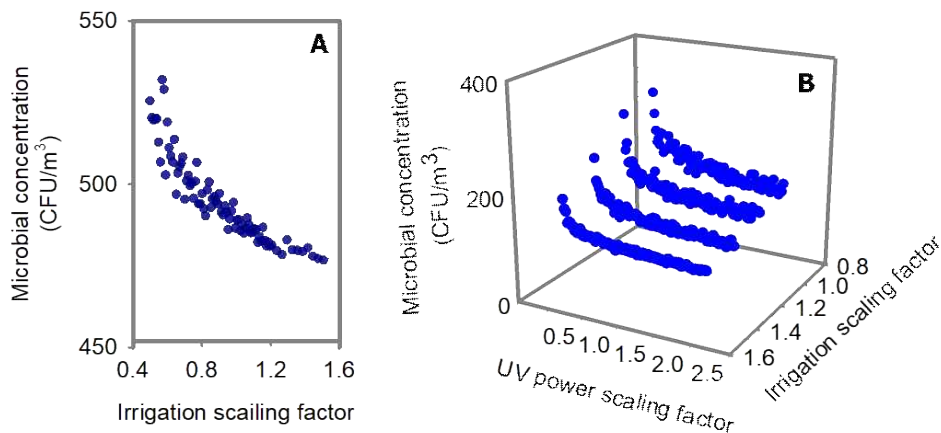 A
550
500
450
Microbial concentration
(CFU/m³)
0.4 0.8 1.2 1.6
Irrigation scailing factor
B
400
200
0
Microbial concentration
(CFU/m³)
0.5 1.0 1.5 2.0 2.5
UV power scaling factor
0.8
1.0
1.2
1.4
1.6
Irrigation scaling factor